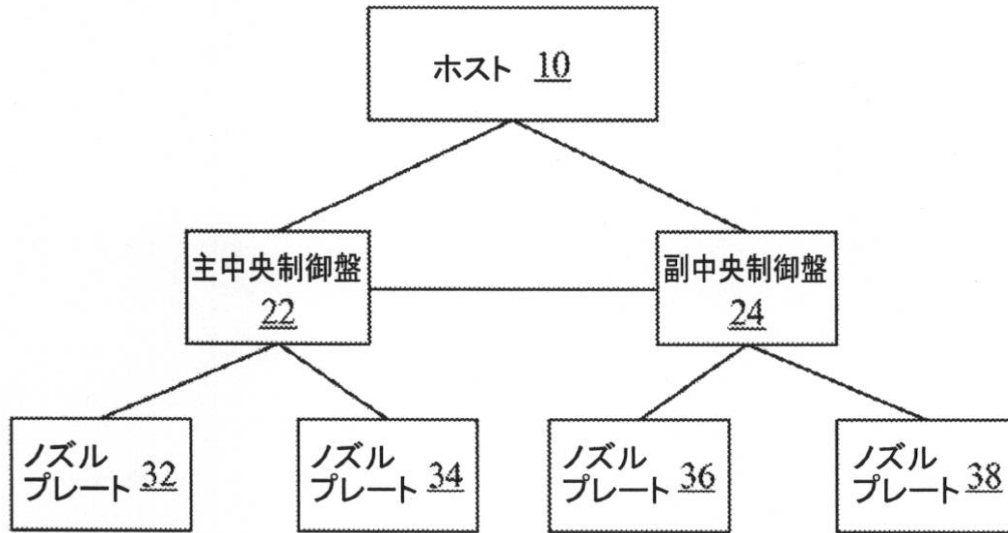 ホスト 10
主中央制御盤
22
副中央制御盤
24
ノズル
プレート 32
ノズル
プレート 34
ノズル
プレート 36
ノズル
プレート 38